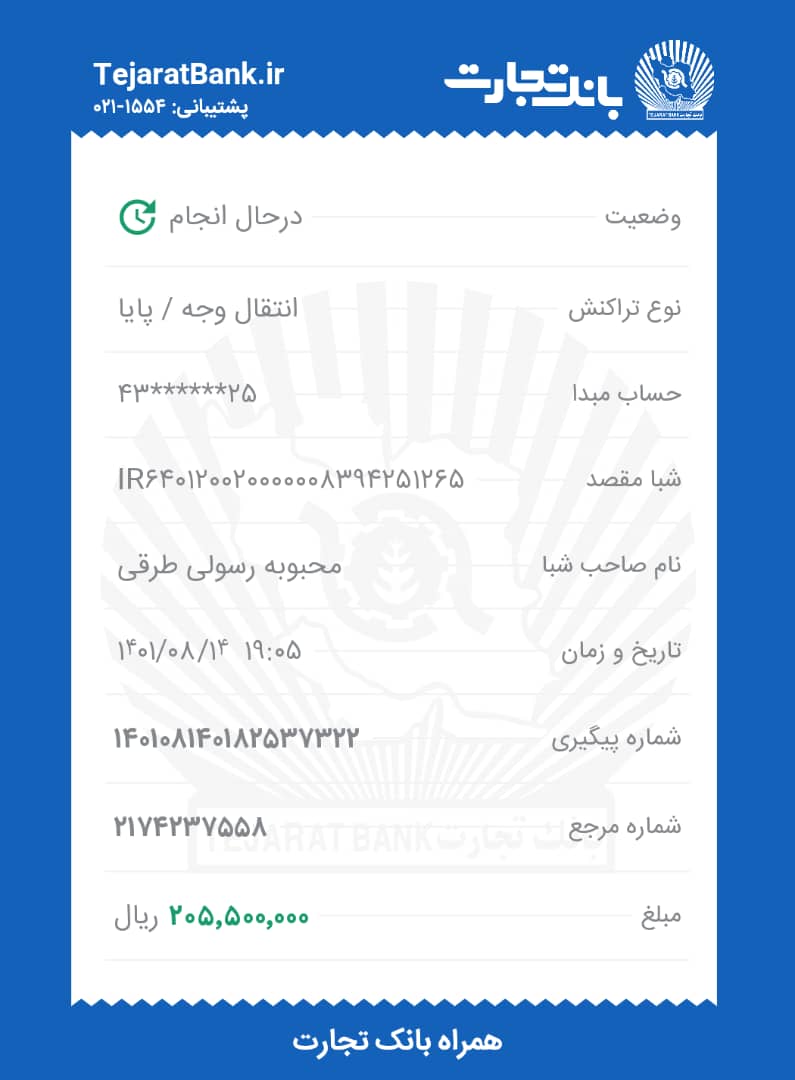 بانک تجارت
TEJARAT BANK بانک تجارت
TejaratBank.ir
پشتیبانی: ۰۲۱-۱۵۵۴
وضعیت درحال انجام
نوع تراکنش انتقال وجه / پایا
حساب مبدا ۴۳******۲۵
شبا مقصد IR۶۴۰۱۲۰۰۲۰۰۰۰۰۰۸۳۹۴۲۵۱۲۶۵
نام صاحب شبا محبوبه رسولی طرقی
تاریخ و زمان ۱۴۰۱/۰۸/۱۴ ۱۹:۰۵
شماره پیگیری ۱۴۰۱۰۸۱۴۰۱۸۲۵۳۷۳۲۲
شماره مرجع ۲۱۷۴۲۳۷۵۵۸
TEJARAT BANK بانک تجارت
مبلغ ۲۰۵,۵۰۰,۰۰۰ ریال
همراه بانک تجارت